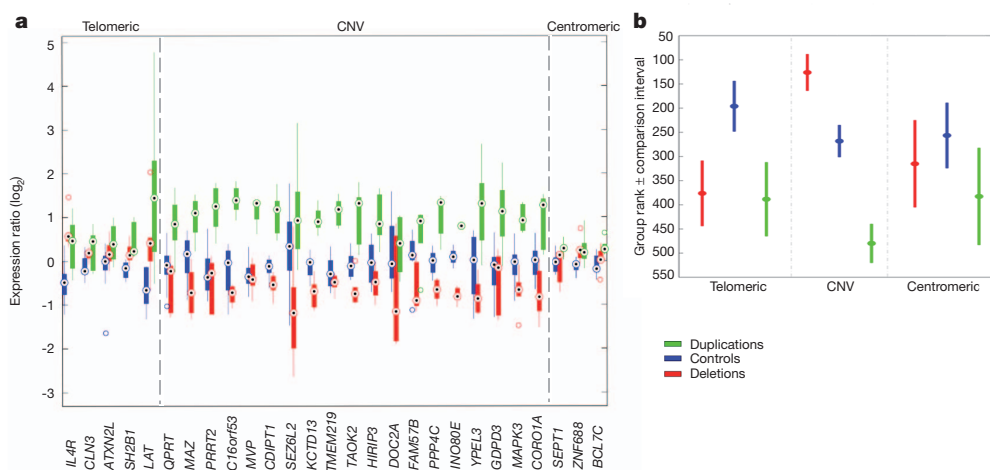 a
Telomeric CNV Centromeric
Expression ratio (log2)
5
4
3
2
1
0
-1
-2
-3
IL4R
CLN3
ATXN2L
SH2B1
LAT
QPRT
MAZ
PRRT2
C16orf53
MVP
CDIPT1
SEZ6L2
KCTD13
TMEM219
TAOK2
HIRIP3
DOC2A
FAM57B
PPP4C
INO80E
YPEL3
GDPD3
MAPK3
CORO1A
SEPT1
ZNF688
BCL7C
b
Group rank ± comparison interval
50
100
150
200
250
300
350
400
450
500
550
Telomeric CNV Centromeric
Duplications
Controls
Deletions